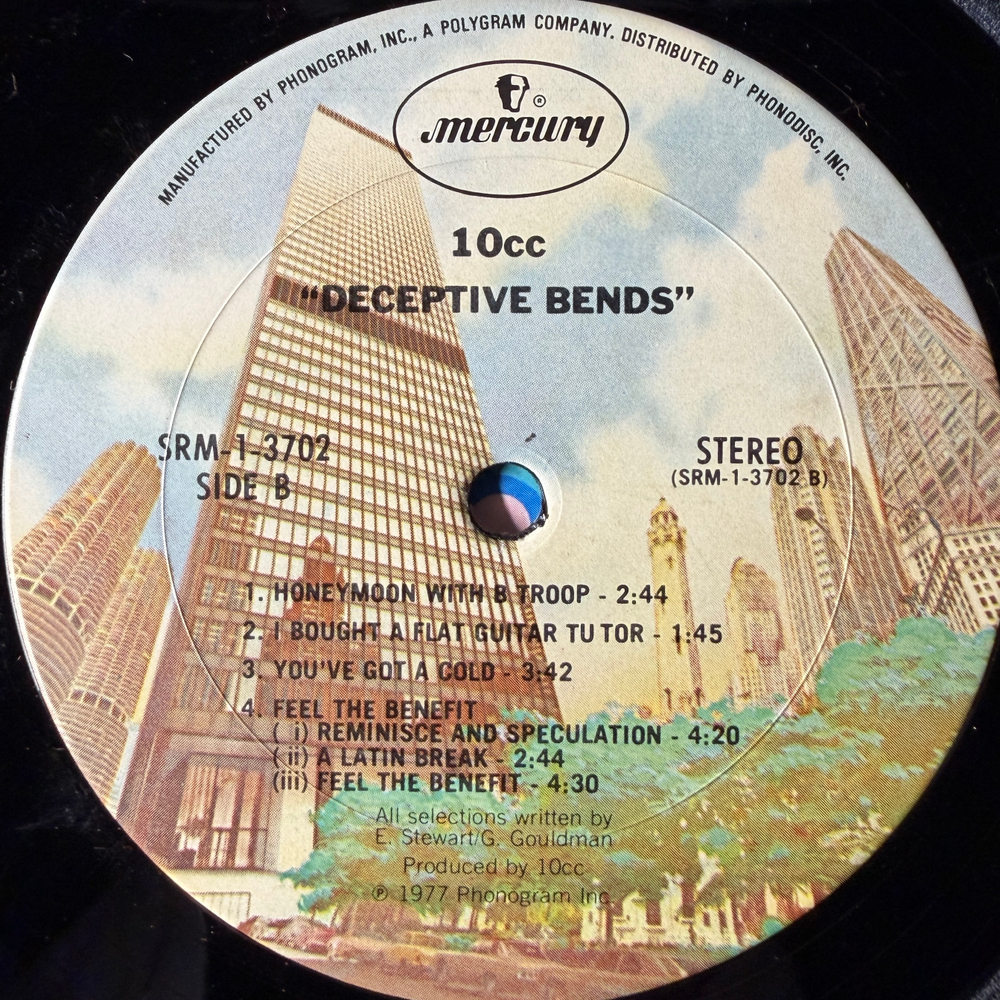 MANUFACTURED BY PHONOGRAM, INC., A POLYGRAM COMPANY. DISTRIBUTED BY PHONODISC, INC.
®
mercury
10cc
"DECEPTIVE BENDS"
SRM-1-3702
SIDE B
STEREO
(SRM-1-3702 B)
1. HONEYMOON WITH B TROOP - 2:44
2. I BOUGHT A FLAT GUITAR TUTOR - 1:45
3. YOU'VE GOT A COLD - 3:42
4. FEEL THE BENEFIT
(i) REMINISCE AND SPECULATION - 4:20
(ii) A LATIN BREAK - 2:44
(iii) FEEL THE BENEFIT - 4:30
All selections written by
E. Stewart/G. Gouldman
Produced by 10cc
℗ 1977 Phonogram Inc.